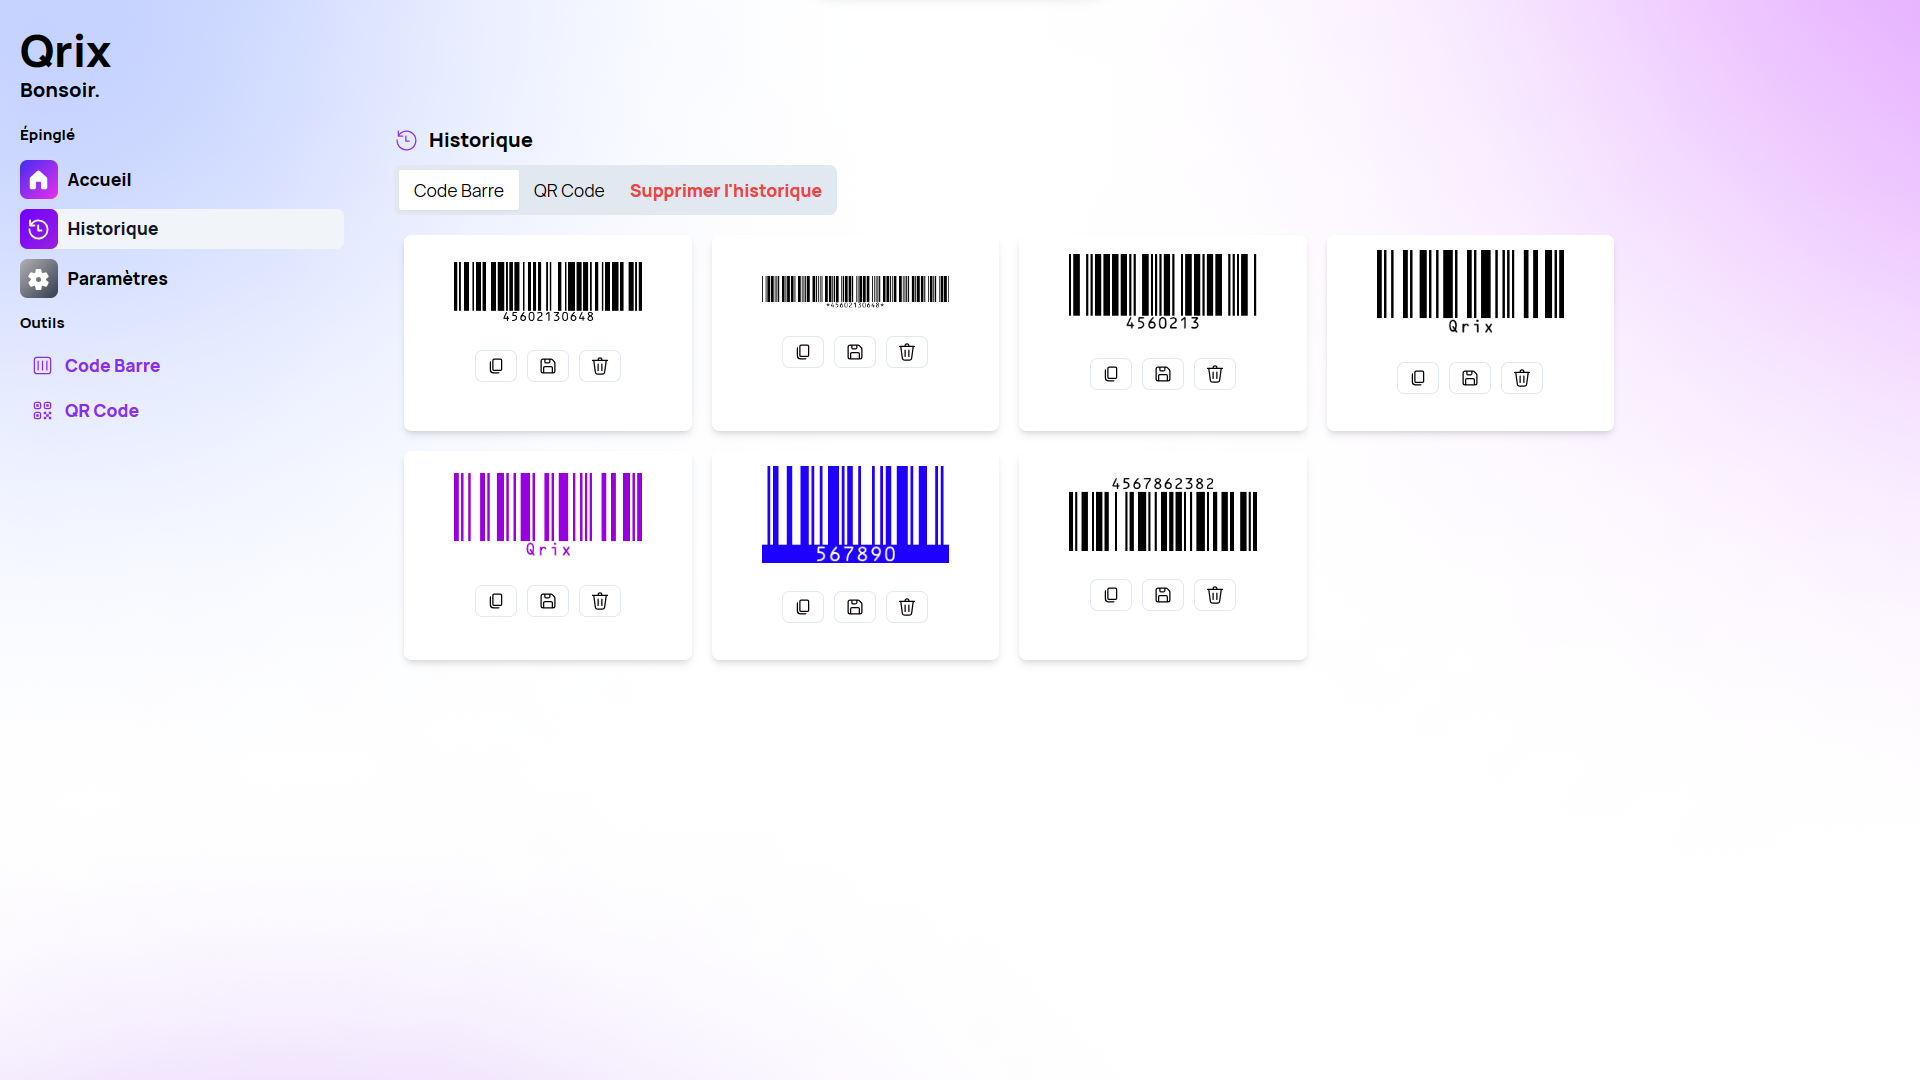 Qrix
Bonsoir.
Épinglé
Accueil
Historique
Paramètres
Outils
Code Barre
QR Code
Historique
Code Barre
QR Code
Supprimer l'historique
45602130648
*45602130648*
4560213
Qrix
Qrix
567890
4567862382